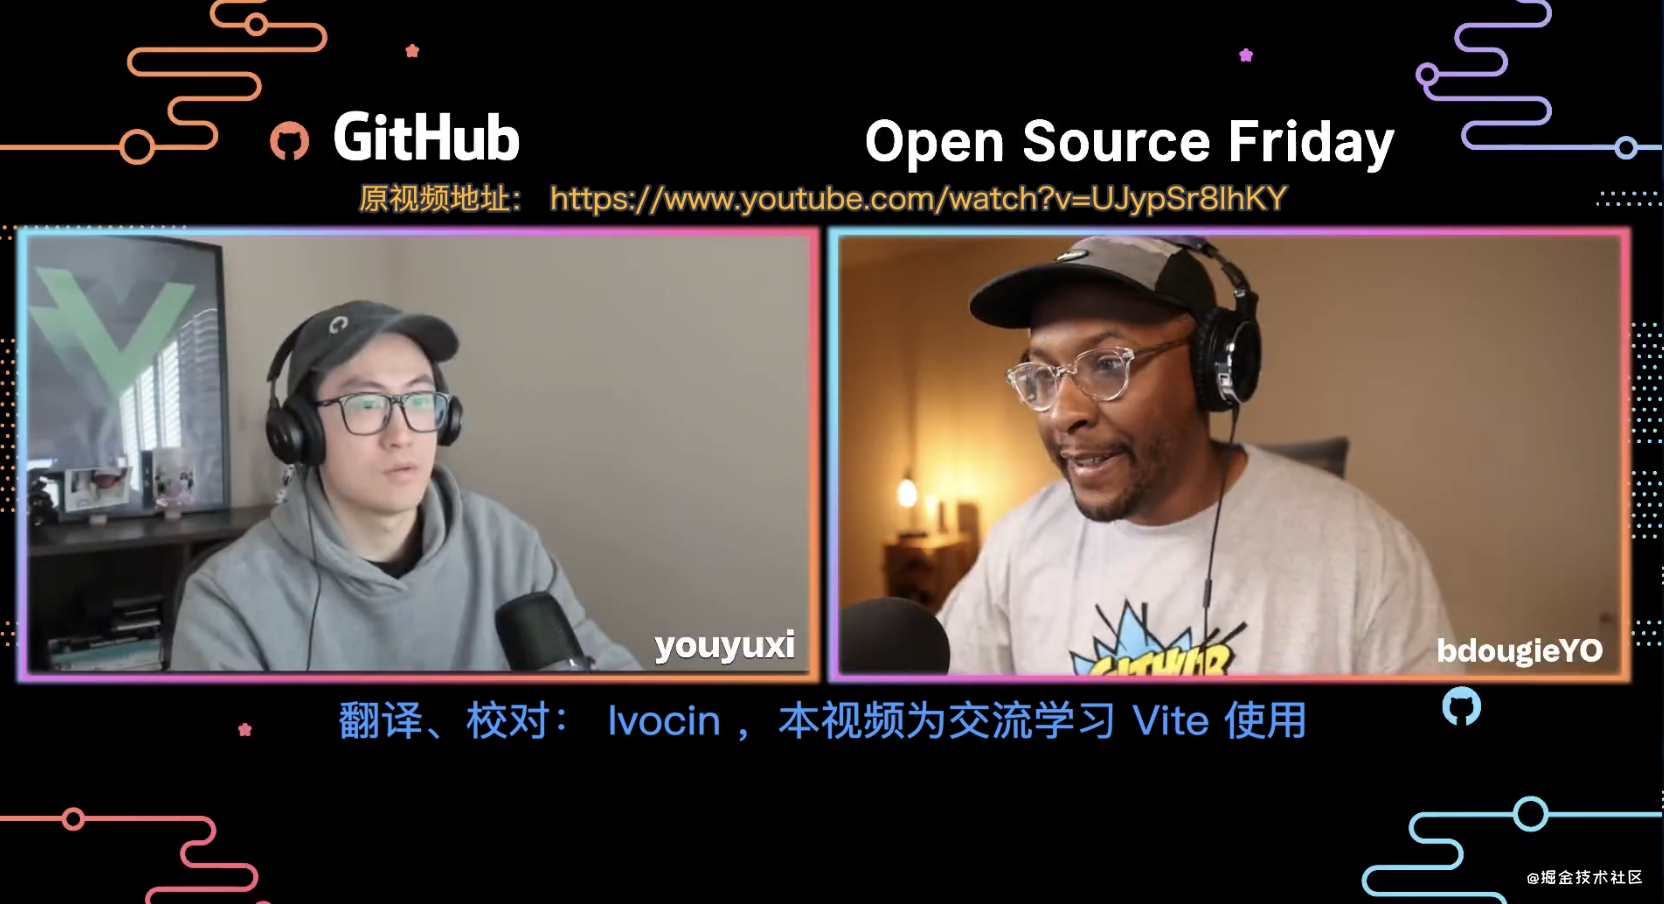 GitHub
Open Source Friday
原视频地址： https://www.youtube.com/watch?v=UJypSr8IhKY
youyuxi
GITHUB
bdougieYO
翻译、校对： lvocin ， 本视频为交流学习 Vite 使用
@掘金技术社区